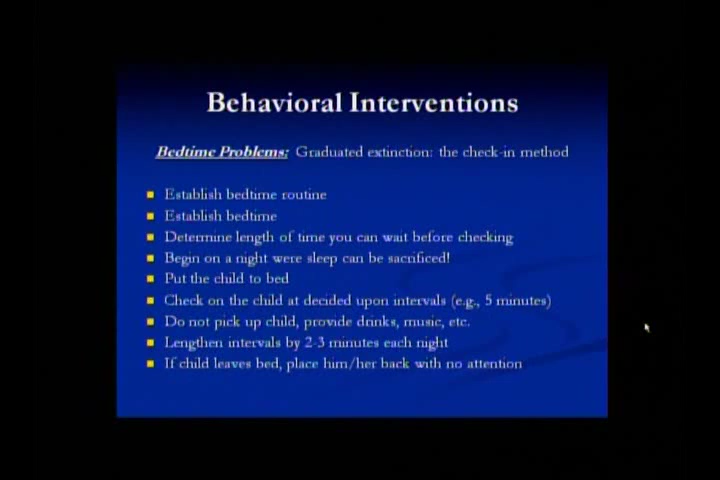 Behavioral Interventions
Bedtime Problems: Graduated extinction: the check-in method
Establish bedtime routine
Establish bedtime
Determine length of time you can wait before checking
Begin on a night were sleep can be sacrificed!
Put the child to bed
Check on the child at decided upon intervals (e.g., 5 minutes)
Do not pick up child, provide drinks, music, etc.
Lengthen intervals by 2-3 minutes each night
If child leaves bed, place him/her back with no attention